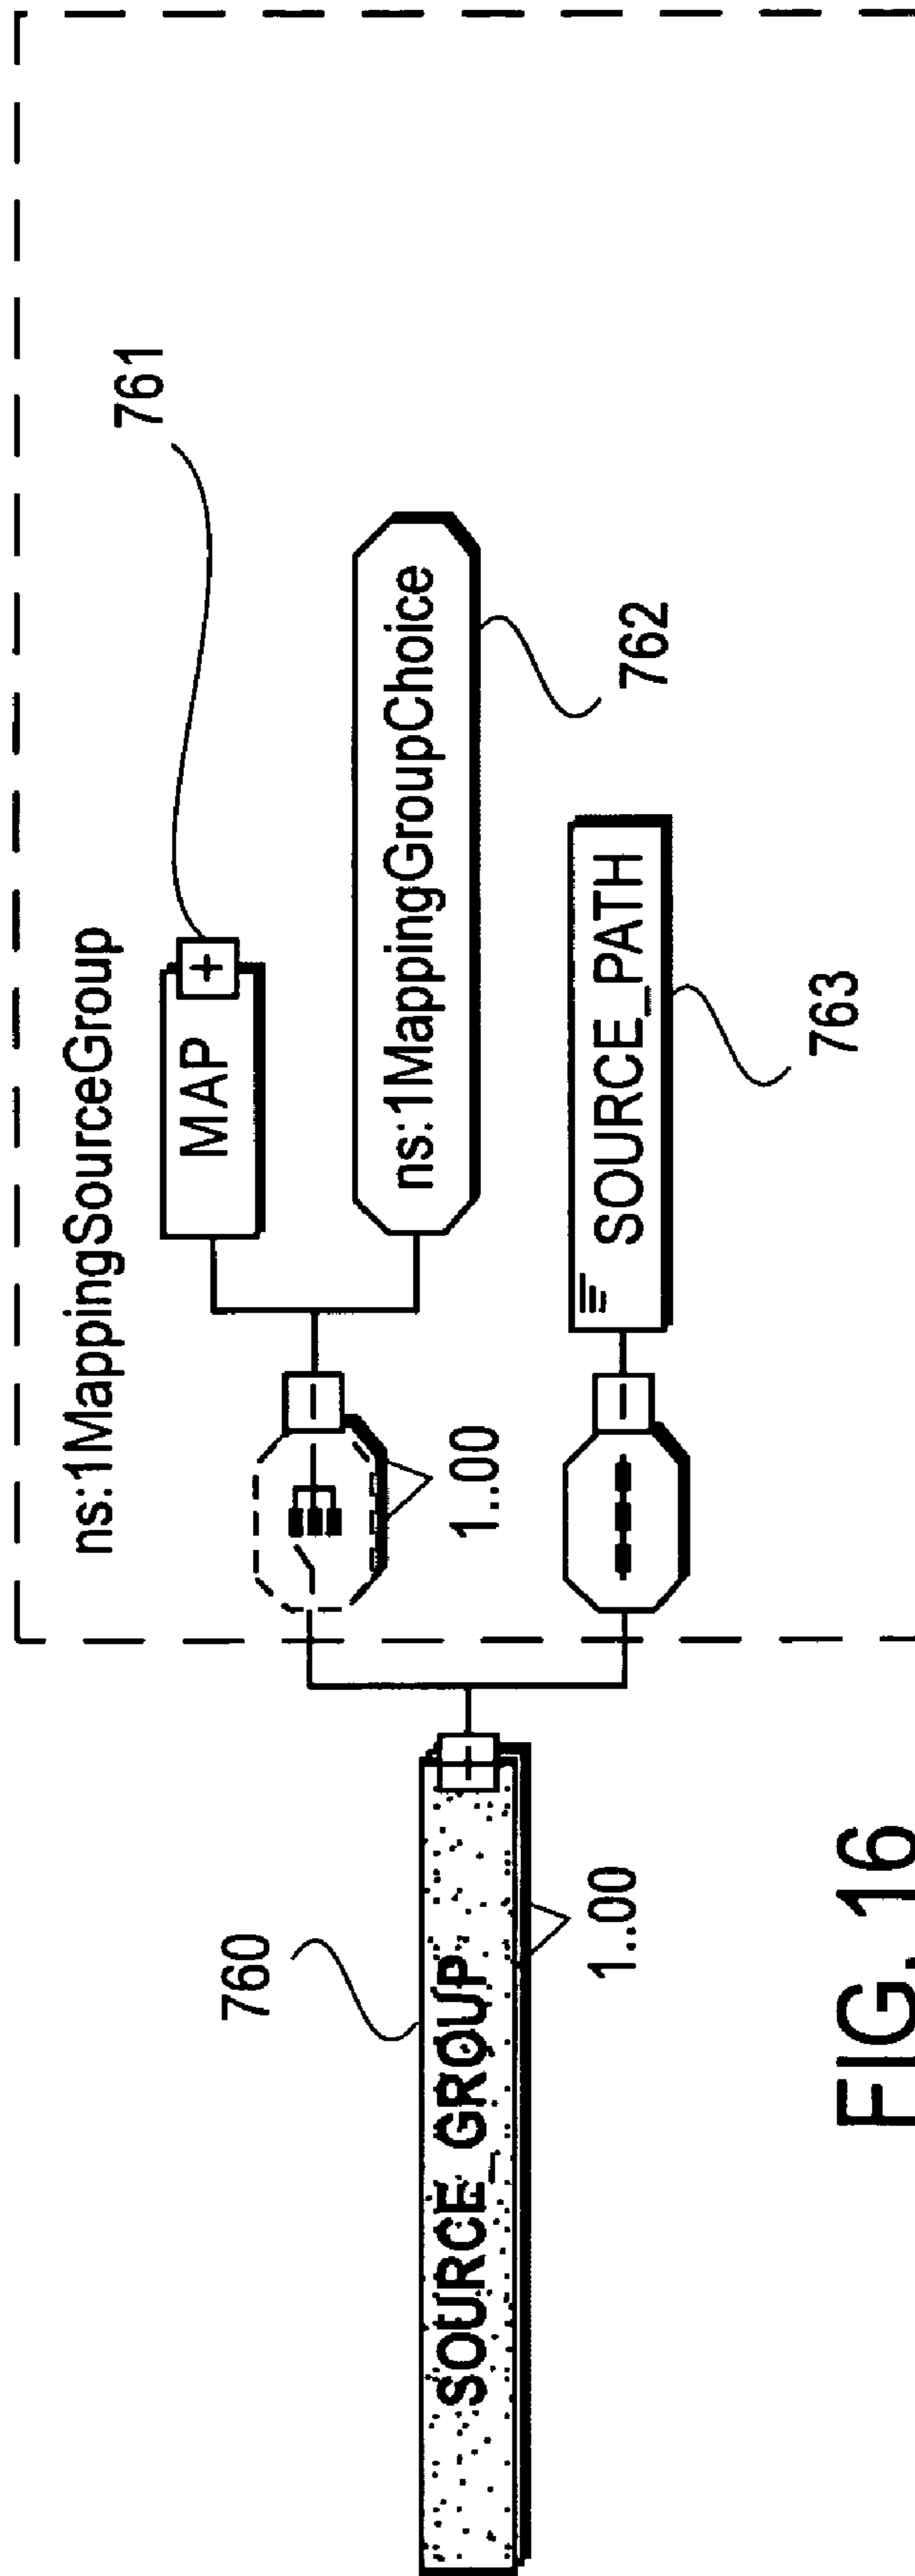 ns:1MappingSourceGroup
761
MAP
+
ns:1MappingGroupChoice
762
1..00
SOURCE_PATH
763
760
SOURCE_GROUP
1..00
FIG. 16